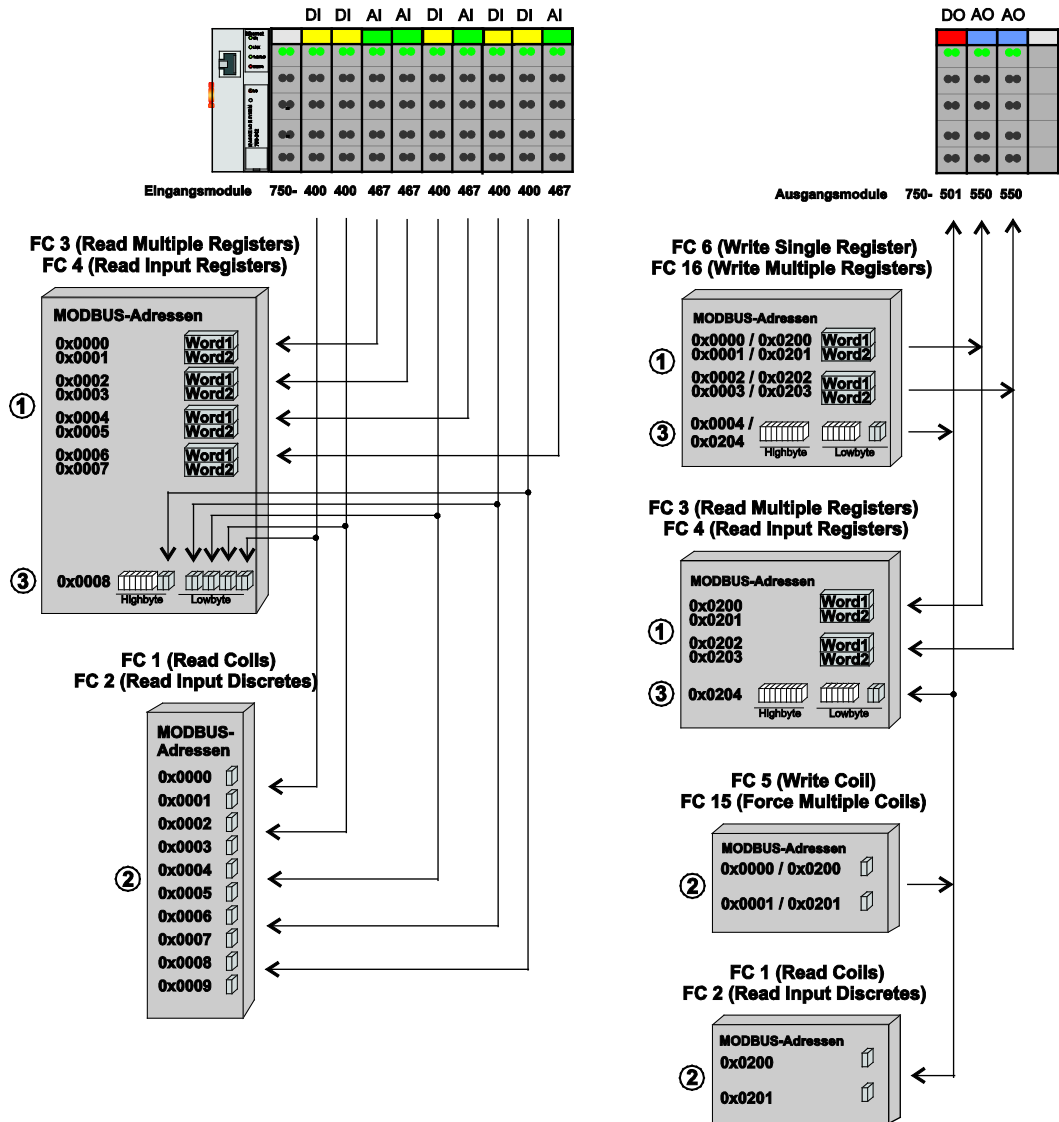 DI DI AI AI DI AI DI DI AI
Eingangsmodule 750- 400 400 467 467 400 467 400 400 467
FC 3 (Read Multiple Registers)
FC 4 (Read Input Registers)
MODBUS-Adressen
0x0000 Word1
0x0001 Word2
0x0002 Word1
0x0003 Word2
1
0x0004 Word1
0x0005 Word2
0x0006 Word1
0x0007 Word2
3 0x0008
Highbyte Lowbyte
FC 1 (Read Coils)
FC 2 (Read Input Discretes)
MODBUS-
Adressen
0x0000
0x0001
0x0002
0x0003
2 0x0004
0x0005
0x0006
0x0007
0x0008
0x0009
DO AO AO
Ausgangsmodule 750- 501 550 550
FC 6 (Write Single Register)
FC 16 (Write Multiple Registers)
MODBUS-Adressen
1
0x0000 / 0x0200 Word1
0x0001 / 0x0201 Word2
0x0002 / 0x0202 Word1
0x0003 / 0x0203 Word2
3 0x0004 /
0x0204
Highbyte Lowbyte
FC 3 (Read Multiple Registers)
FC 4 (Read Input Registers)
MODBUS-Adressen
1
0x0200 Word1
0x0201 Word2
0x0202 Word1
0x0203 Word2
3 0x0204
Highbyte Lowbyte
FC 5 (Write Coil)
FC 15 (Force Multiple Coils)
MODBUS-Adressen
0x0000 / 0x0200
2
0x0001 / 0x0201
FC 1 (Read Coils)
FC 2 (Read Input Discretes)
MODBUS-Adressen
0x0200
2
0x0201